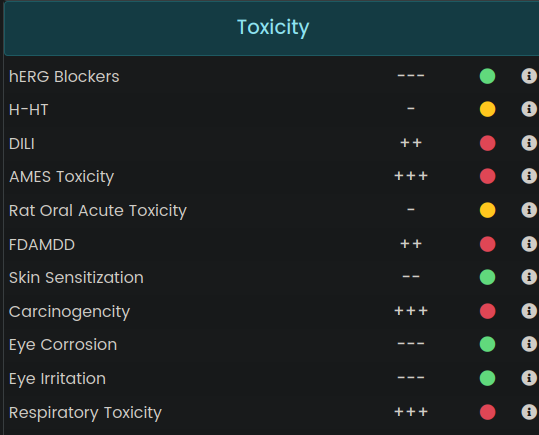 Toxicity
hERG Blockers --- i
H-HT - i
DILI ++ i
AMES Toxicity +++ i
Rat Oral Acute Toxicity - i
FDAMDD ++ i
Skin Sensitization -- i
Carcinogencity +++ i
Eye Corrosion --- i
Eye Irritation --- i
Respiratory Toxicity +++ i